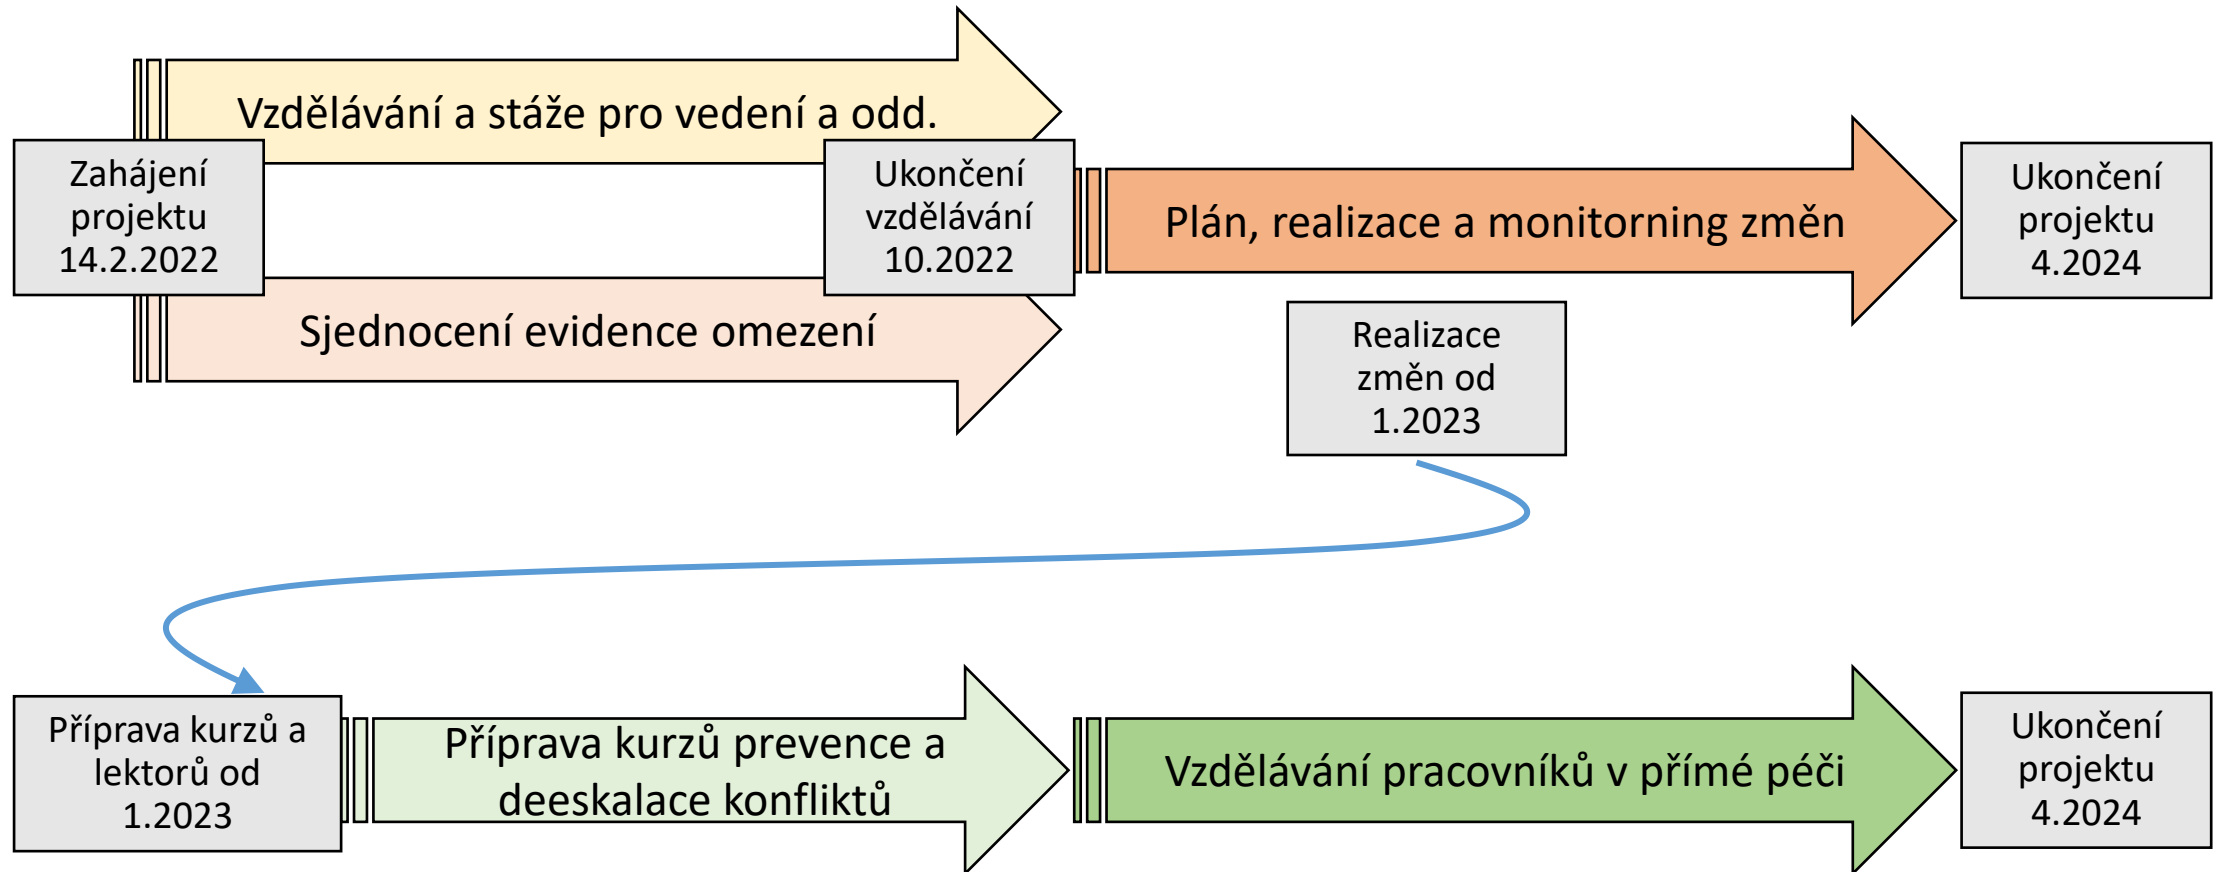 Vzdělávání a stáže pro vedení a odd.
Zahájení
projektu
14.2.2022
Ukončení
vzdělávání
10.2022
Plán, realizace a monitorning změn
Ukončení
projektu
4.2024
Sjednocení evidence omezení
Realizace
změn od
1.2023
Příprava kurzů a
lektorů od
1.2023
Příprava kurzů prevence a
deeskalace konfliktů
Vzdělávání pracovníků v přímé péči
Ukončení
projektu
4.2024